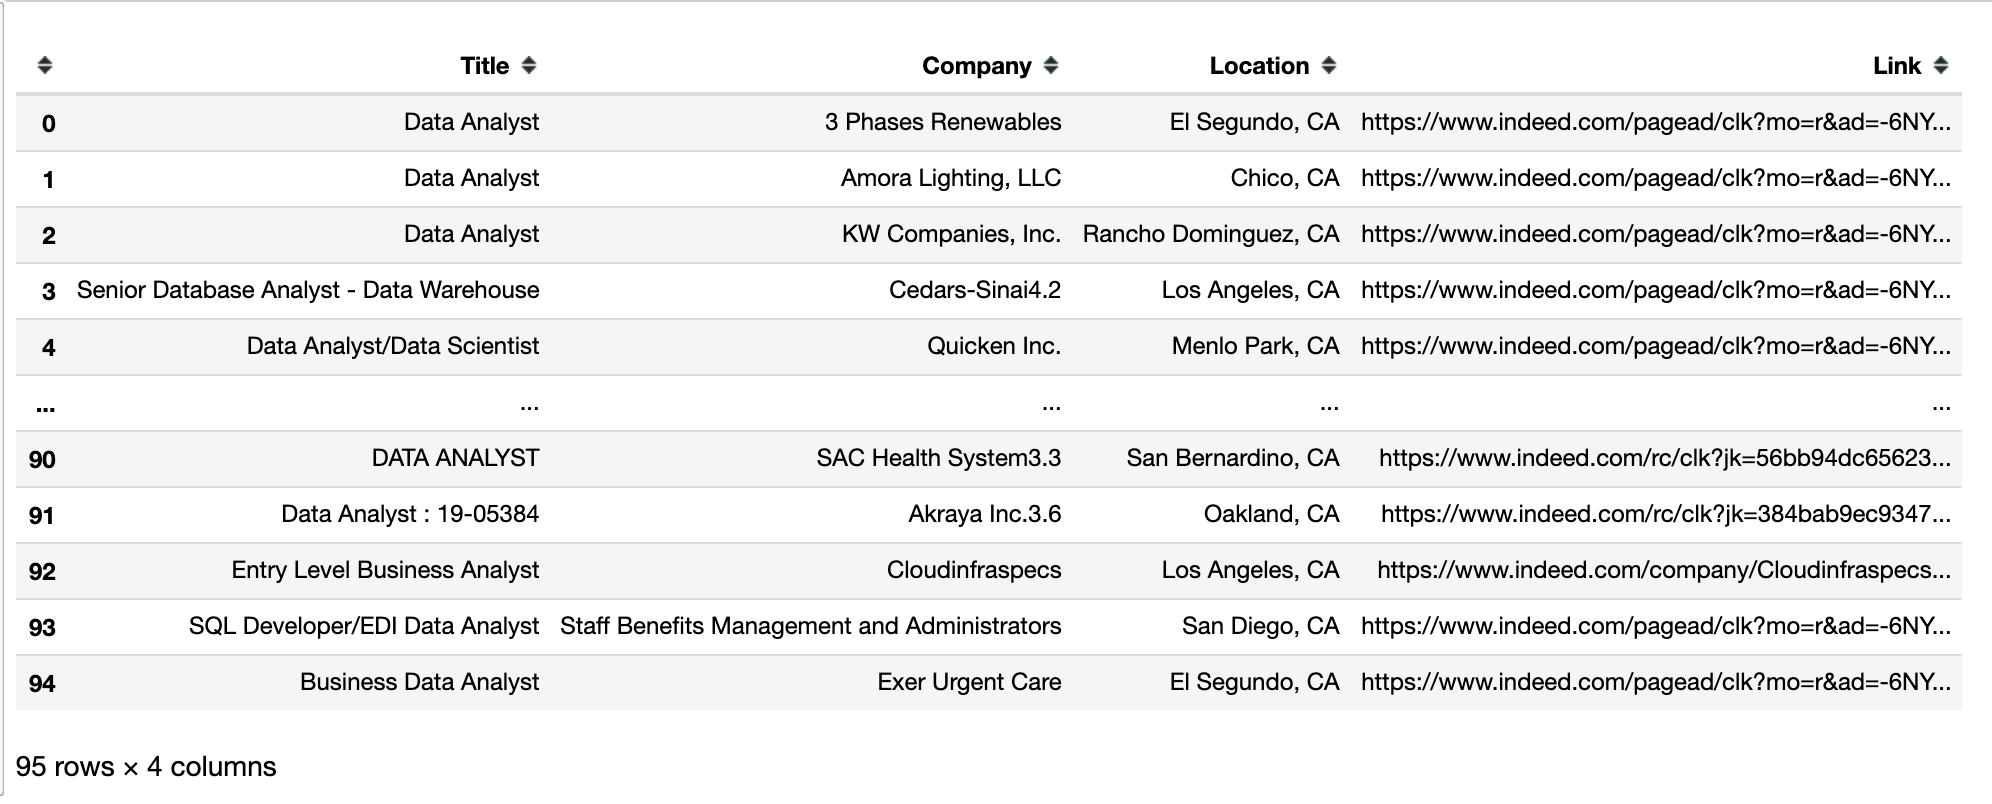 Title Company Location Link
0 Data Analyst 3 Phases Renewables El Segundo, CA https://www.indeed.com/pagead/clk?mo=r&ad=-6NY...
1 Data Analyst Amora Lighting, LLC Chico, CA https://www.indeed.com/pagead/clk?mo=r&ad=-6NY...
2 Data Analyst KW Companies, Inc. Rancho Dominguez, CA https://www.indeed.com/pagead/clk?mo=r&ad=-6NY...
3 Senior Database Analyst - Data Warehouse Cedars-Sinai4.2 Los Angeles, CA https://www.indeed.com/pagead/clk?mo=r&ad=-6NY...
4 Data Analyst/Data Scientist Quicken Inc. Menlo Park, CA https://www.indeed.com/pagead/clk?mo=r&ad=-6NY...
... ... ... ... ...
90 DATA ANALYST SAC Health System3.3 San Bernardino, CA https://www.indeed.com/rc/clk?jk=56bb94dc65623...
91 Data Analyst : 19-05384 Akraya Inc.3.6 Oakland, CA https://www.indeed.com/rc/clk?jk=384bab9ec9347...
92 Entry Level Business Analyst Cloudinfraspecs Los Angeles, CA https://www.indeed.com/company/Cloudinfraspecs...
93 SQL Developer/EDI Data Analyst Staff Benefits Management and Administrators San Diego, CA https://www.indeed.com/pagead/clk?mo=r&ad=-6NY...
94 Business Data Analyst Exer Urgent Care El Segundo, CA https://www.indeed.com/pagead/clk?mo=r&ad=-6NY...
95 rows × 4 columns